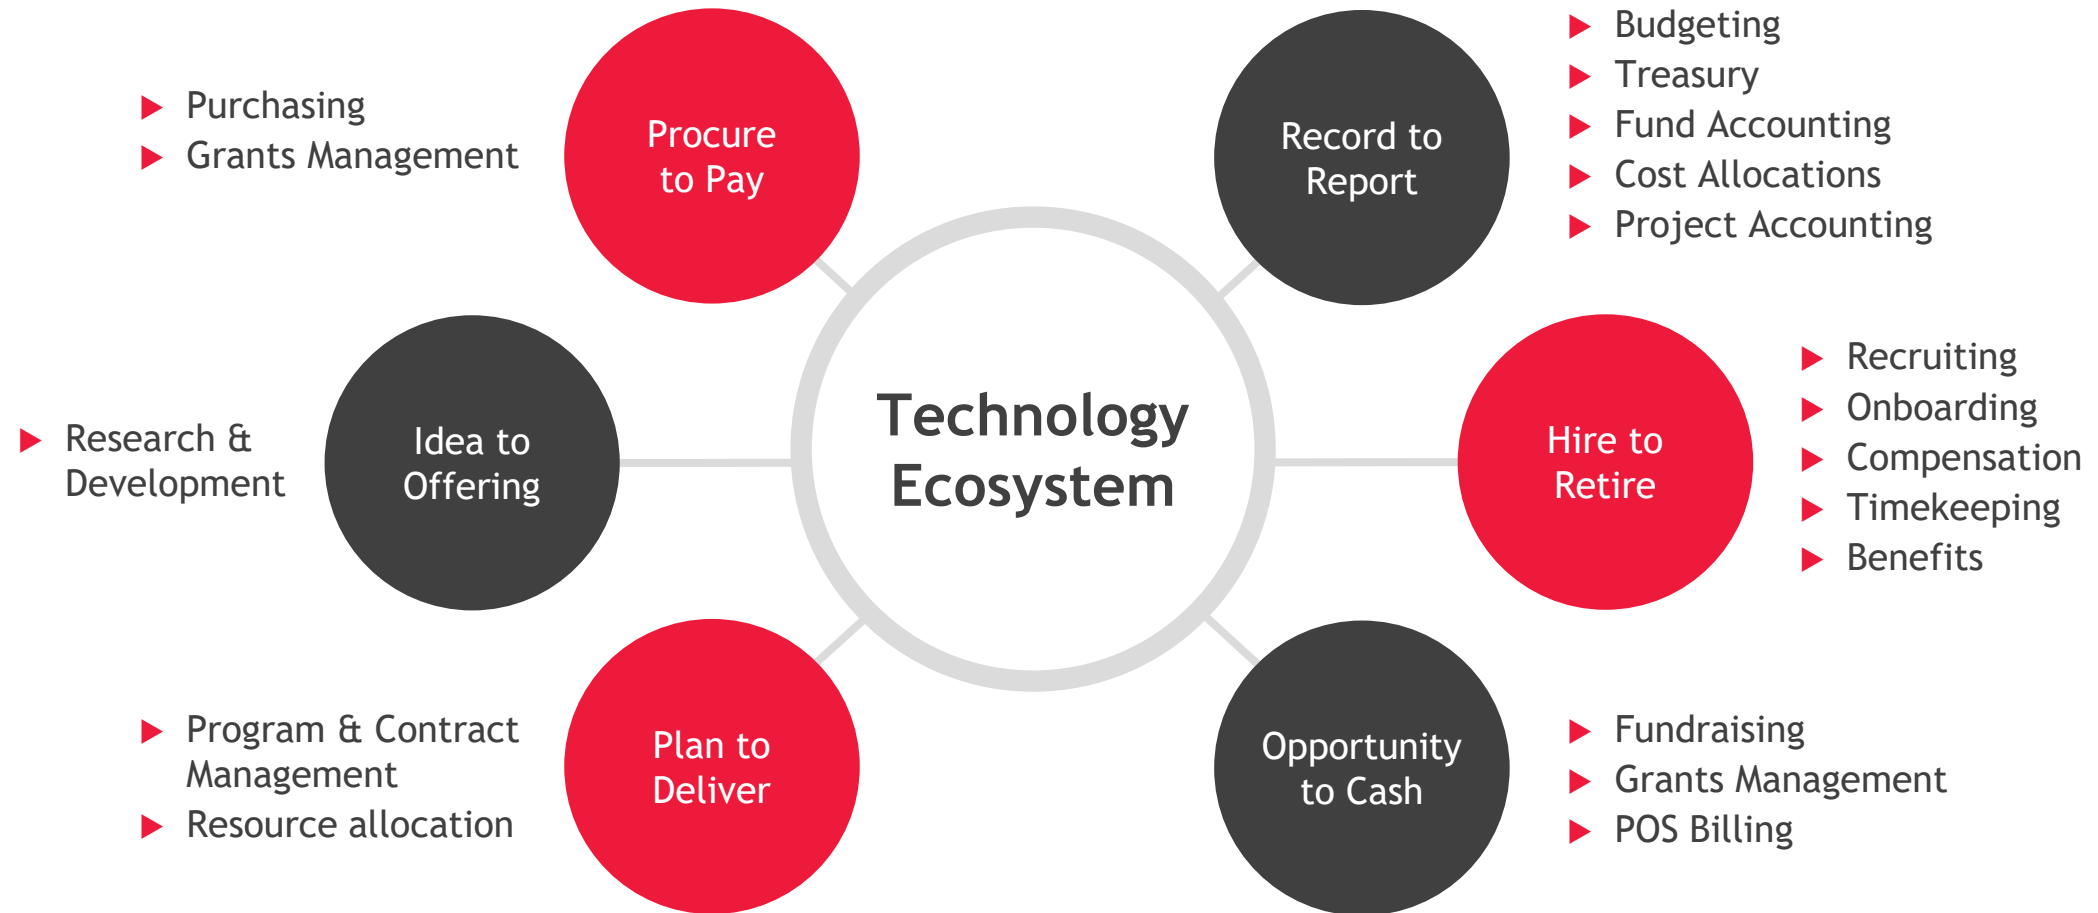 Purchasing
Grants Management
Procure
to Pay
Record to
Report
Budgeting
Treasury
Fund Accounting
Cost Allocations
Project Accounting
Research &
Development
Idea to
Offering
Technology
Ecosystem
Hire to
Retire
Recruiting
Onboarding
Compensation
Timekeeping
Benefits
Program & Contract
Management
Resource allocation
Plan to
Deliver
Opportunity
to Cash
Fundraising
Grants Management
POS Billing